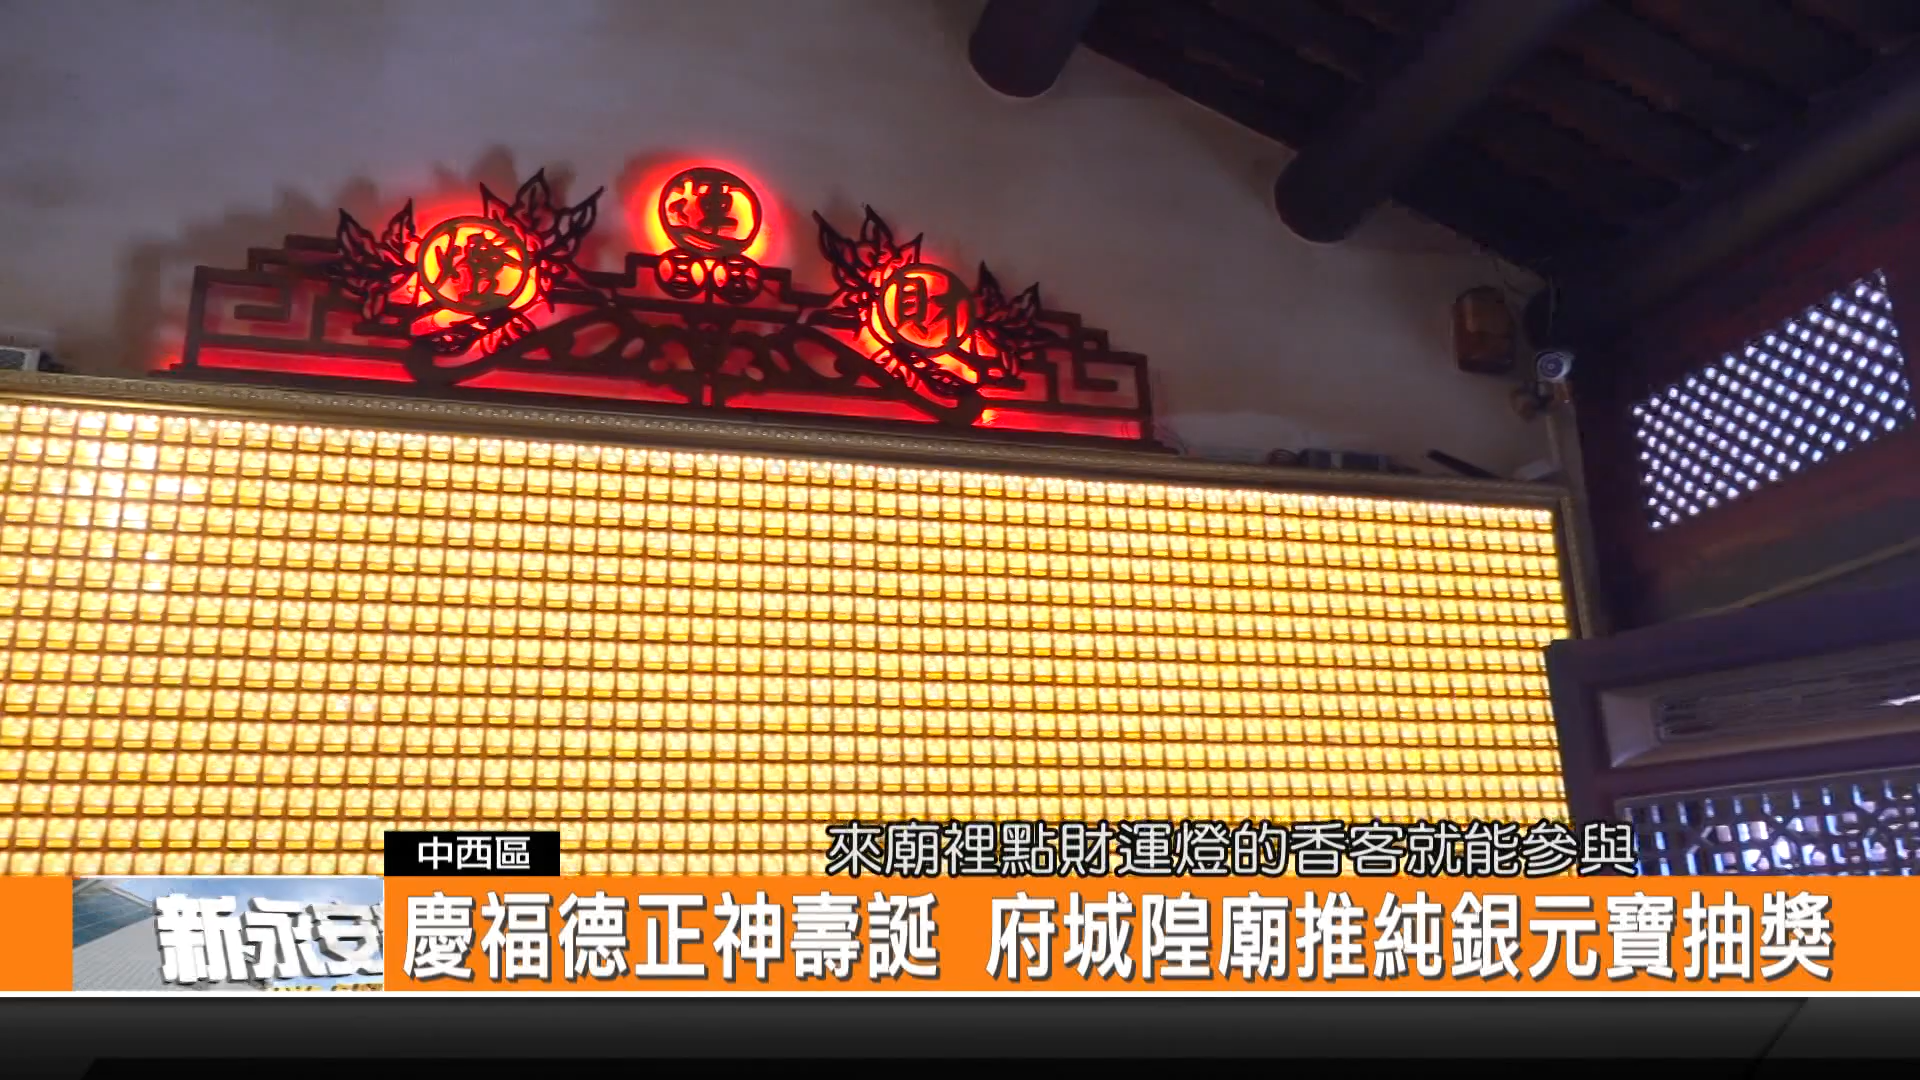 燈運財
中西區
來廟裡點財運燈的香客就能參與
新永安
慶福德正神壽誕 府城隍廟推純銀元寶抽獎